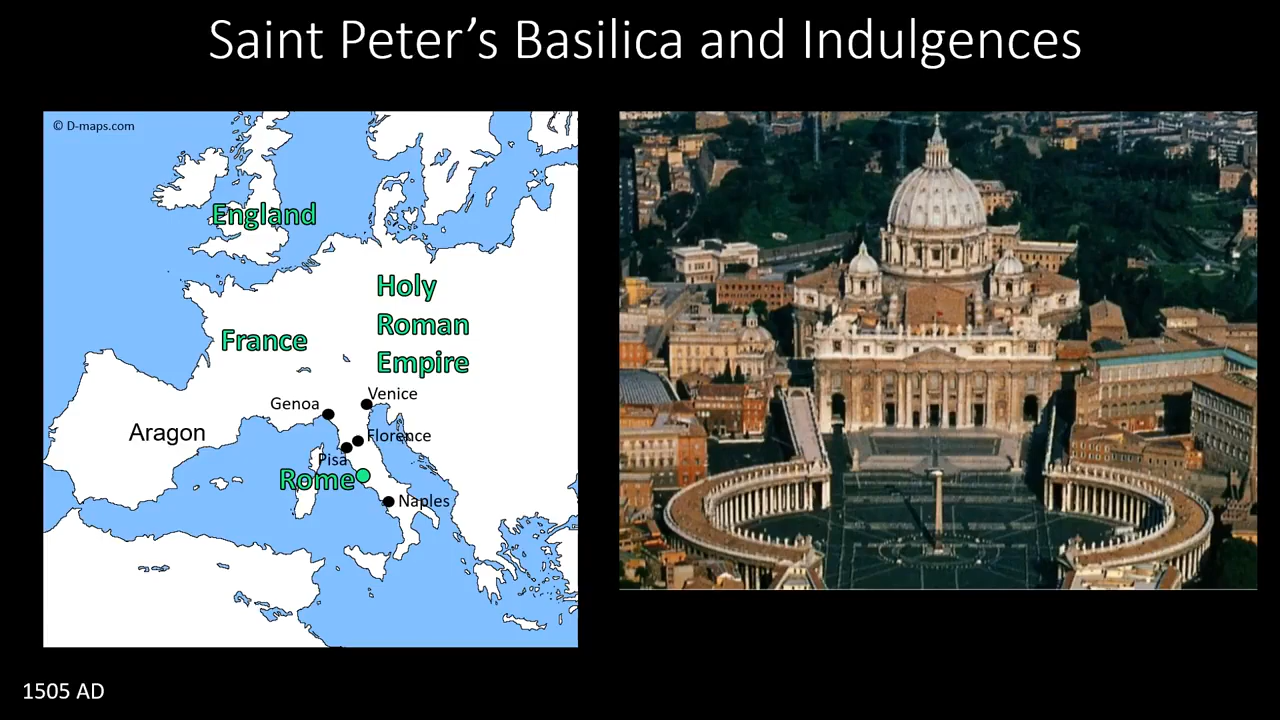 Saint Peter’s Basilica and Indulgences
© D-maps.com
England
Holy
Roman
Empire
France
Venice
Genoa
Aragon
Florence
Pisa
Rome
Naples
1505 AD